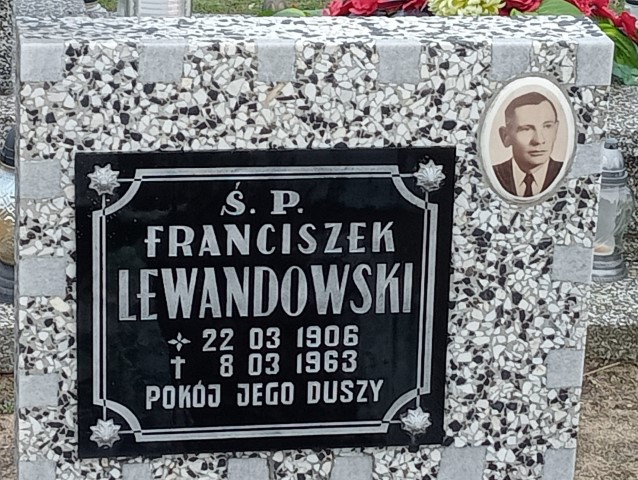 Ś. P.
FRANCISZEK
LEWANDOWSKI
22 03 1906
† 8 03 1963
POKÓJ JEGO DUSZY